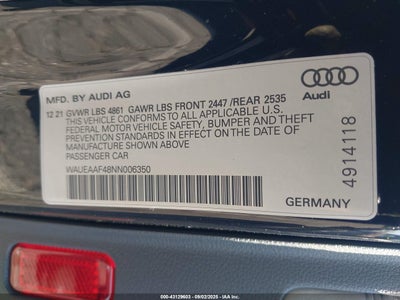 MFD. BY AUDI AG
12 21 GVWR LBS 4861 GAWR LBS FRONT 2447 /REAR 2535
THIS VEHICLE CONFORMS TO ALL APPLICABLE U.S.
FEDERAL MOTOR VEHICLE SAFETY, BUMPER AND THEFT
PREVENTION STANDARDS IN EFFECT ON THE DATE
OF MANUFACTURE SHOWN ABOVE
PASSENGER CAR
WAUEAAF48NN006350
Audi
4914118
GERMANY
000-43129603 - 09/02/2025 -